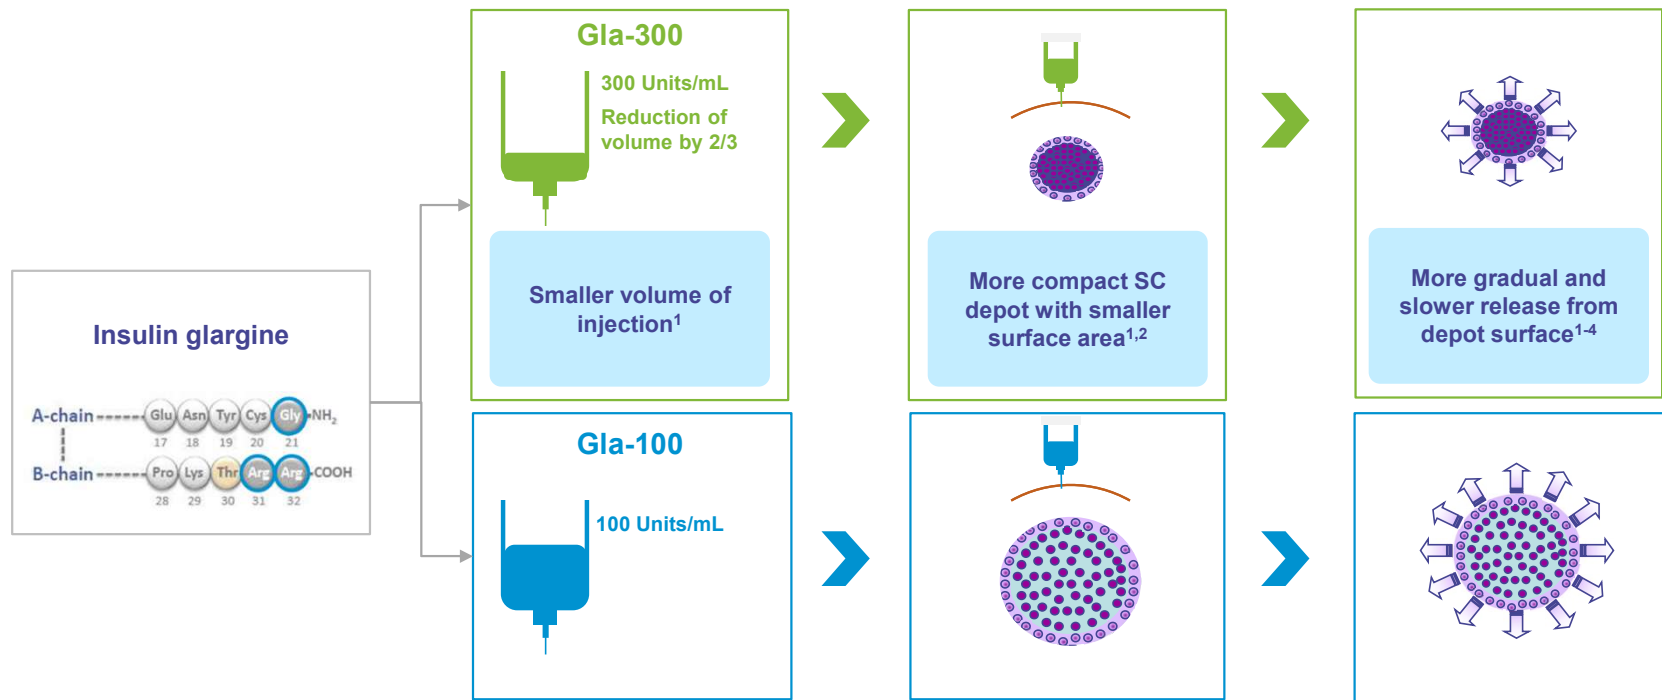 Insulin glargine
A-chain Glu Asn Tyr Cys Gly NH₂
17 18 19 20 21
B-chain Pro Lys Thr Arg Arg COOH
28 29 30 31 32
Gla-300
300 Units/mL
Reduction of
volume by 2/3
Smaller volume of
injection¹
More compact SC
depot with smaller
surface area¹,²
More gradual and
slower release from
depot surface¹⁻⁴
Gla-100
100 Units/mL